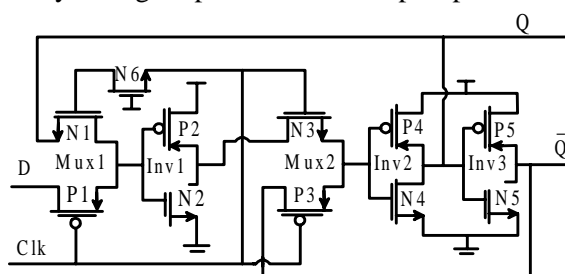 Q
N6
N1
P2
N3
P4
P5
D
Mux1
Inv1
Mux2
Inv2
Inv3
Q̅
P1
N2
P3
N4
N5
Clk